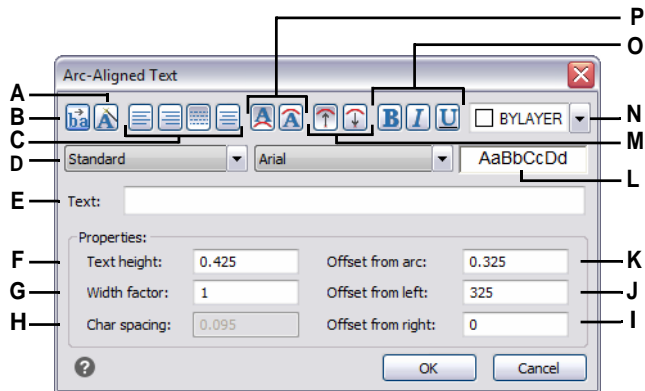 P
O
Arc-Aligned Text
A
B
ba A A A B I U BYLAYER N
C M
D Standard Arial AaBbCcDd
L
E Text:
Properties:
F Text height: 0.425 Offset from arc: 0.325 K
G Width factor: 1 Offset from left: 325 J
H Char spacing: 0.095 Offset from right: 0 I
? OK Cancel